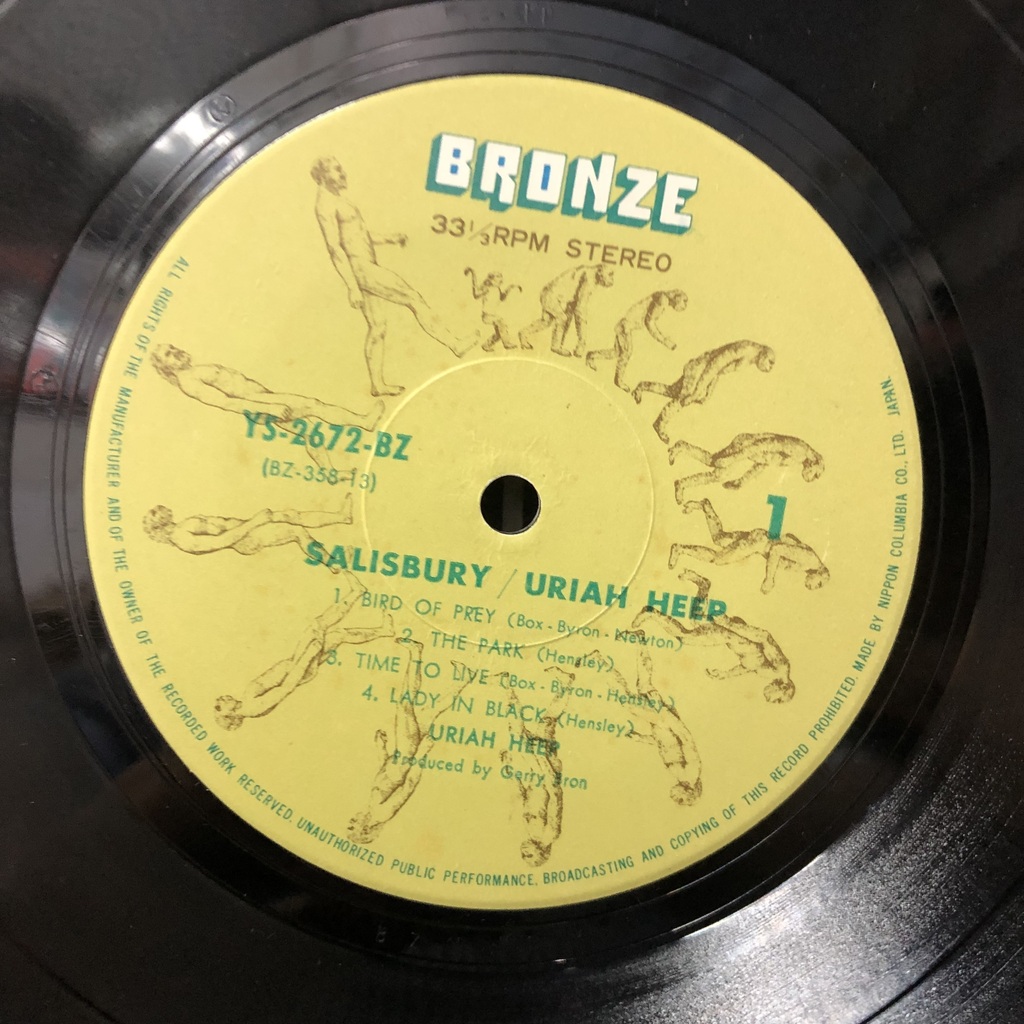 BRONZE
33⅓RPM STEREO
YS-2672-BZ
(BZ-358-13)
1
SALISBURY / URIAH HEEP
1. BIRD OF PREY (Box - Byron - Newton)
2. THE PARK (Hensley)
3. TIME TO LIVE (Box - Byron - Hensley)
4. LADY IN BLACK (Hensley)
URIAH HEEP
Produced by Gerry Bron
ALL RIGHTS OF THE MANUFACTURER AND OF THE OWNER OF THE RECORDED WORK RESERVED. UNAUTHORIZED PUBLIC PERFORMANCE, BROADCASTING AND COPYING OF THIS RECORD PROHIBITED. MADE BY NIPPON COLUMBIA CO., LTD. JAPAN.